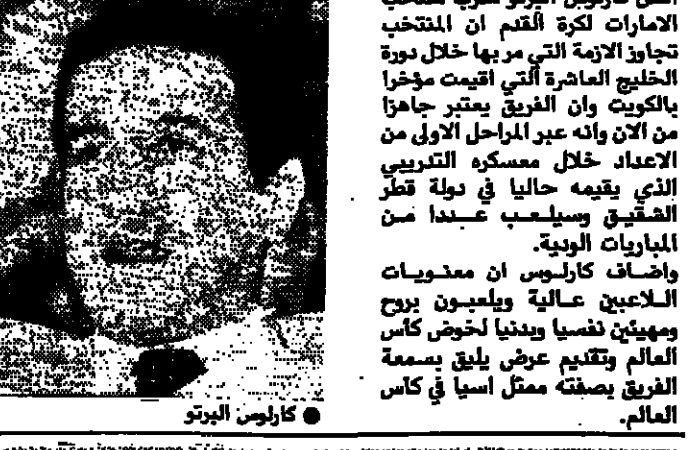 الامارات لكرة القدم ان المنتخب
تجاوز الازمة التي مر بها خلال دورة
الخليج العاشرة التي اقيمت مؤخرا
بالكويت وان الفريق يعتبر جاهزا
من الان وانه عبر المراحل الاولى من
الاعداد خلال معسكره التدريبي
الذي يقيمه حاليا في دولة قطر
الشقيق وسيلعب عددا من
المباريات الودية.
واضاف كارلوس ان معنويات
اللاعبين عالية ويلعبون بروح
ومهيئين نفسيا وبدنيا لخوض كأس
العالم وتقديم عرض يليق بسمعة
الفريق بصفته ممثل اسيا في كاس
العالم.
● كارلوس البرتو